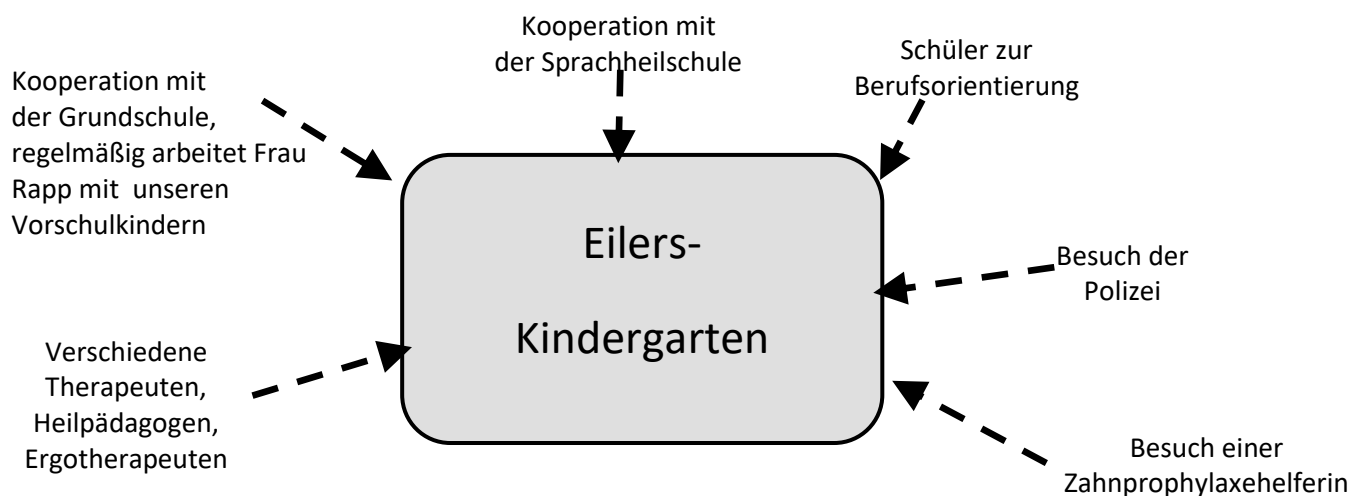 Kooperation mit
der Sprachheilschule
Schüler zur
Berufsorientierung
Kooperation mit
der Grundschule,
regelmäßig arbeitet Frau
Rapp mit  unseren
Vorschulkindern
Eilers-
Kindergarten
Besuch der
Polizei
Verschiedene
Therapeuten,
Heilpädagogen,
Ergotherapeuten
Besuch einer
Zahnprophylaxehelferin